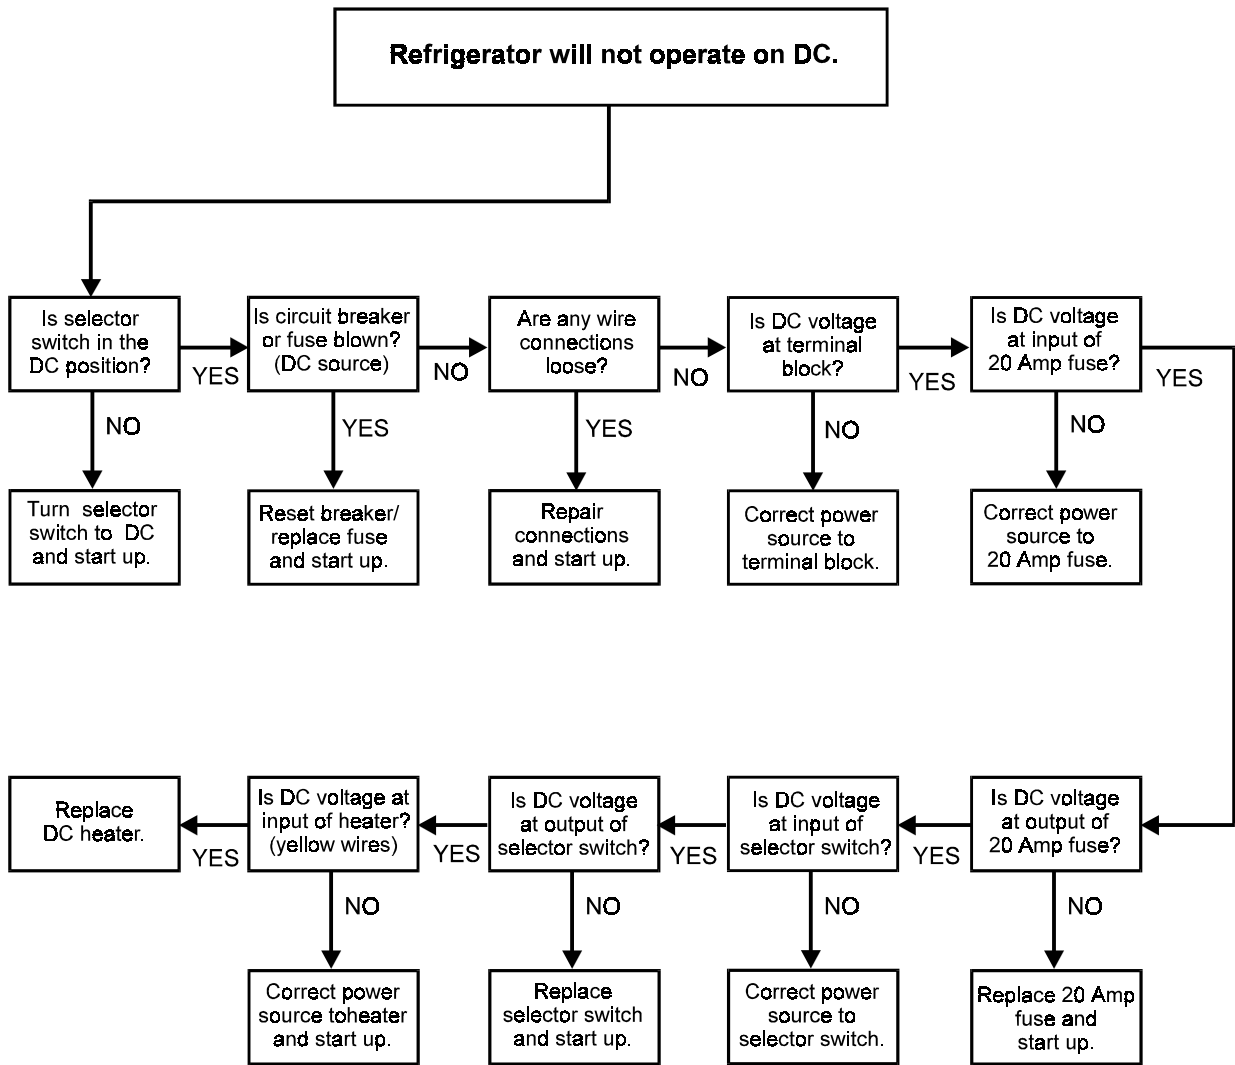 Refrigerator will not operate on DC.
Is selector
switch in the
DC position?
YES
Is circuit breaker
or fuse blown?
(DC source)
NO
Are any wire
connections
loose?
NO
Is DC voltage
at terminal
block?
YES
Is DC voltage
at input of
20 Amp fuse?
YES
NO
YES
YES
NO
NO
Turn selector
switch to DC
and start up.
Reset breaker/
replace fuse
and start up.
Repair
connections
and start up.
Correct power
source to
terminal block.
Correct power
source to
20 Amp fuse.
Replace
DC heater.
YES
Is DC voltage at
input of heater?
(yellow wires)
YES
Is DC voltage
at output of
selector switch?
YES
Is DC voltage
at input of
selector switch?
YES
Is DC voltage
at output of
20 Amp fuse?
NO
NO
NO
NO
Correct power
source toheater
and start up.
Replace
selector switch
and start up.
Correct power
source to
selector switch.
Replace 20 Amp
fuse and
start up.